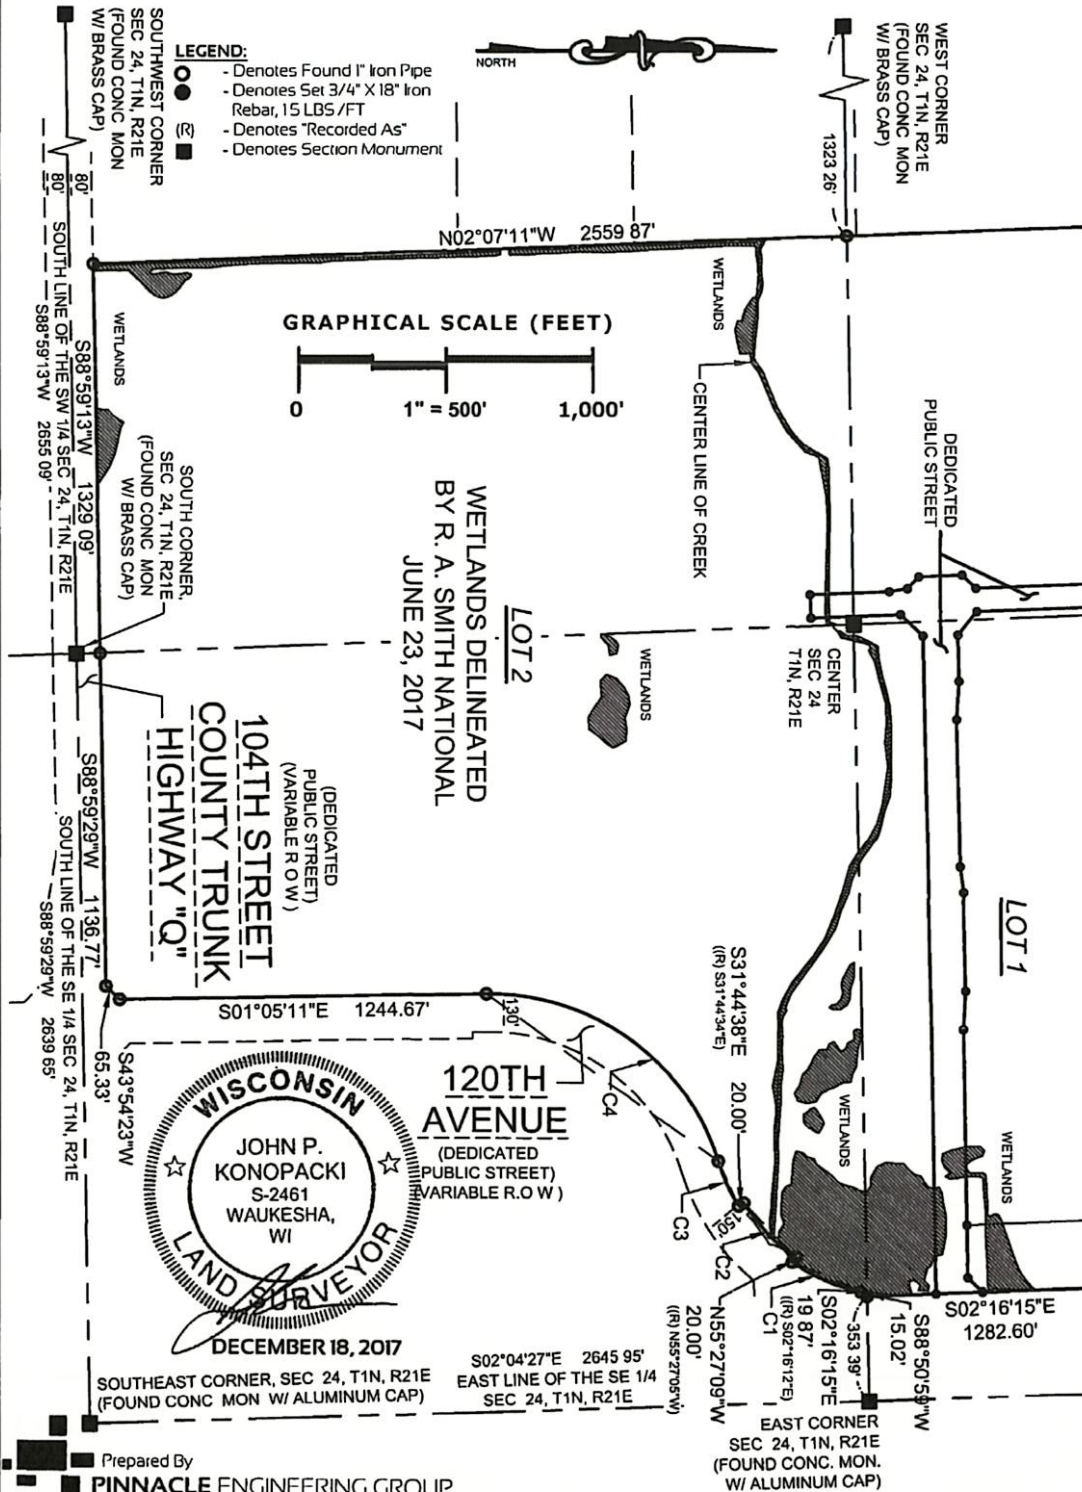 WEST CORNER
SEC 24, T1N, R21E
(FOUND CONC MON
W/ BRASS CAP)
SOUTHWEST CORNER
SEC 24, T1N, R21E
(FOUND CONC MON
W/ BRASS CAP)
LEGEND:
- Denotes Found 1" Iron Pipe
- Denotes Set 3/4" X 18" Iron
Rebar, 15 LBS/FT
(R) - Denotes "Recorded As"
- Denotes Section Monument
NORTH
1323 26'
80'
80'
N02°07'11"W 2559 87'
GRAPHICAL SCALE (FEET)
0 1" = 500' 1,000'
WETLANDS
WETLANDS
CENTER LINE OF CREEK
DEDICATED
PUBLIC STREET
SOUTH LINE OF THE SW 1/4 SEC 24, T1N, R21E
S88°59'13"W 2655 09'
S88°59'13"W 1329 09'
SOUTH CORNER,
SEC 24, T1N, R21E
(FOUND CONC MON
W/ BRASS CAP)
WETLANDS DELINEATED
BY R. A. SMITH NATIONAL
JUNE 23, 2017
LOT 2
WETLANDS
CENTER
SEC 24
T1N, R21E
LOT 1
104TH STREET
COUNTY TRUNK
HIGHWAY "Q"
(DEDICATED
PUBLIC STREET)
(VARIABLE R O W)
S88°59'29"W 1136.77'
SOUTH LINE OF THE SE 1/4 SEC 24, T1N, R21E
S88°59'29"W 2639 65'
S01°05'11"E 1244.67'
S43°54'23"W
65.33'
130'
120TH
AVENUE
(DEDICATED
PUBLIC STREET)
(VARIABLE R.O W)
C4
C3
C2
C1
150'
S31°44'38"E 20.00'
((R) S31°44'34"E)
WETLANDS
WETLANDS
N55°27'09"W
20.00'
((R) N55°27'05"W)
S02°16'15"E
19 87'
((R) S02°16'12"E)
353 39'
S88°50'59"W
15.02'
S02°16'15"E
1282.60'
WISCONSIN
JOHN P.
KONOPACKI
S-2461
WAUKESHA,
WI
LAND SURVEYOR
DECEMBER 18, 2017
SOUTHEAST CORNER, SEC 24, T1N, R21E
(FOUND CONC MON W/ ALUMINUM CAP)
S02°04'27"E 2645 95'
EAST LINE OF THE SE 1/4
SEC 24, T1N, R21E
EAST CORNER
SEC 24, T1N, R21E
(FOUND CONC. MON.
W/ ALUMINUM CAP)
Prepared By
PINNACLE ENGINEERING GROUP